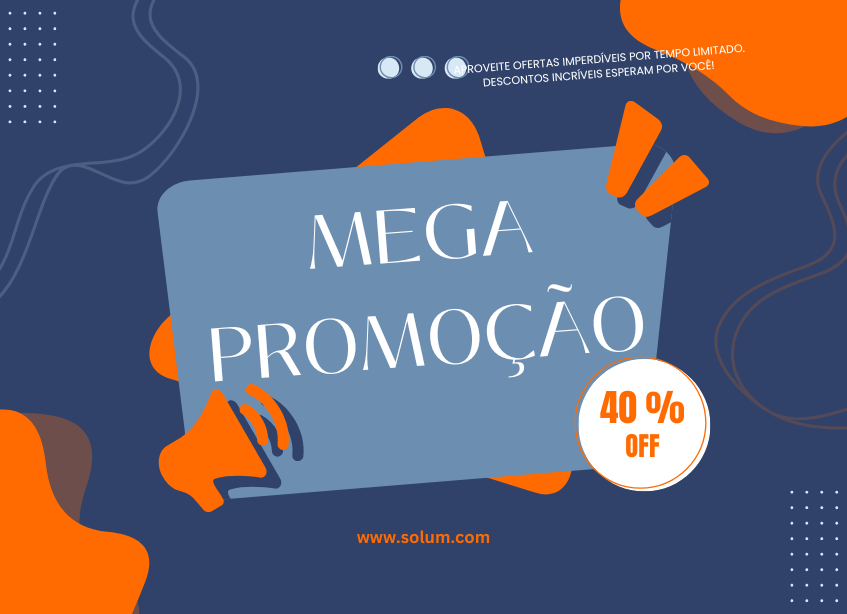 APROVEITE OFERTAS IMPERDÍVEIS POR TEMPO LIMITADO.
DESCONTOS INCRÍVEIS ESPERAM POR VOCÊ!
MEGA
PROMOÇÃO
40 %
OFF
www.solum.com